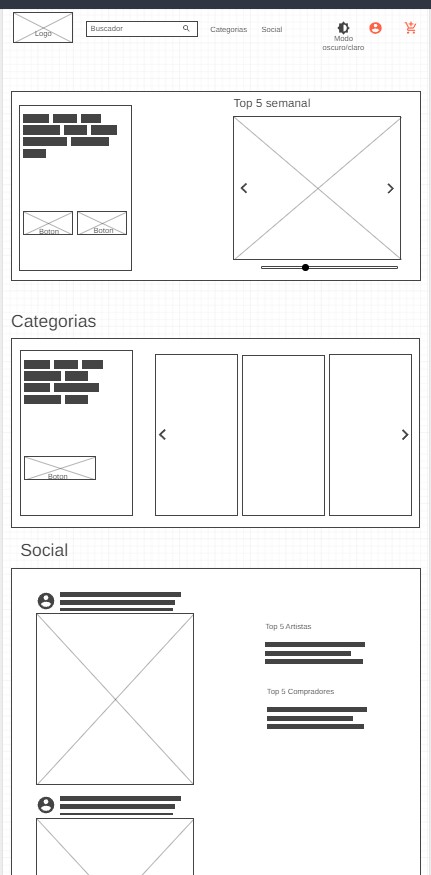 Logo
Buscador
Categorias
Social
Modo
oscuro/claro
Top 5 semanal
Boton
Boton
Categorias
Boton
Social
Top 5 Artistas
Top 5 Compradores